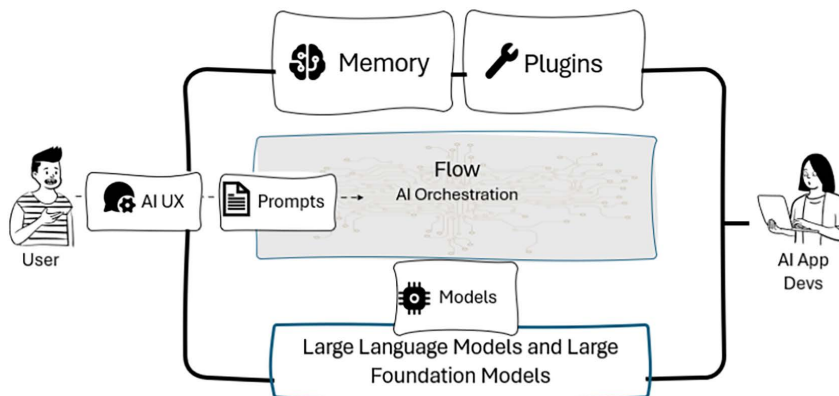 Memory
Plugins
Flow
AI Orchestration
AI UX
Prompts
User
AI App
Devs
Models
Large Language Models and Large
Foundation Models